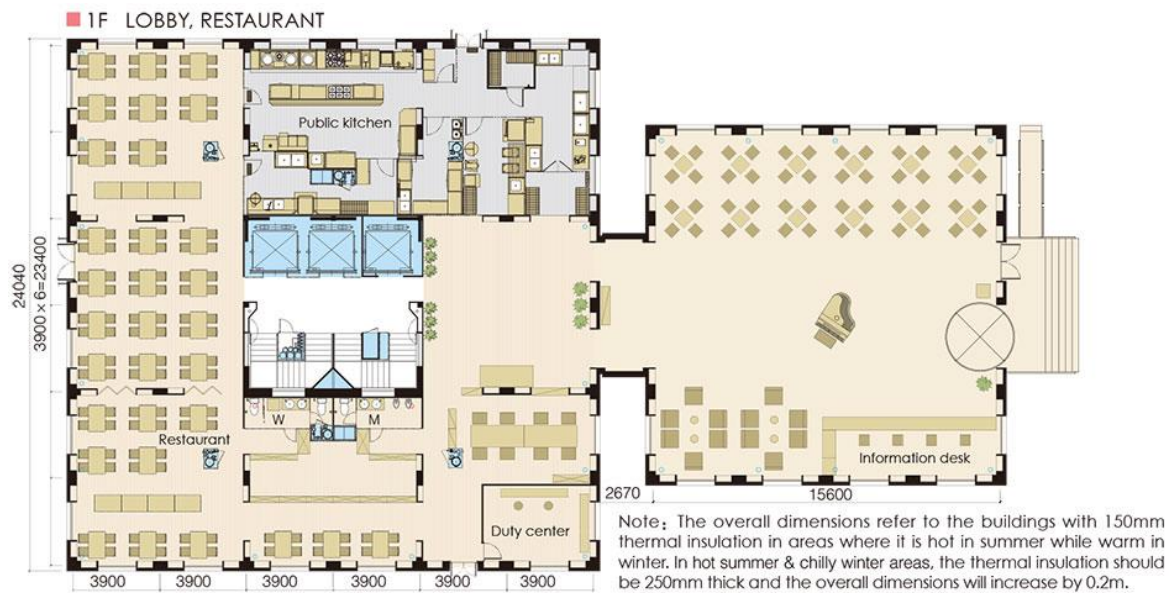 1F LOBBY, RESTAURANT
Public kitchen
24040
3900 x 6=23400
W
M
Restaurant
Information desk
Duty center
2670
15600
3900
3900
3900
3900
3900
3900
Note: The overall dimensions refer to the buildings with 150mm
thermal insulation in areas where it is hot in summer while warm in
winter. In hot summer & chilly winter areas, the thermal insulation should
be 250mm thick and the overall dimensions will increase by 0.2m.